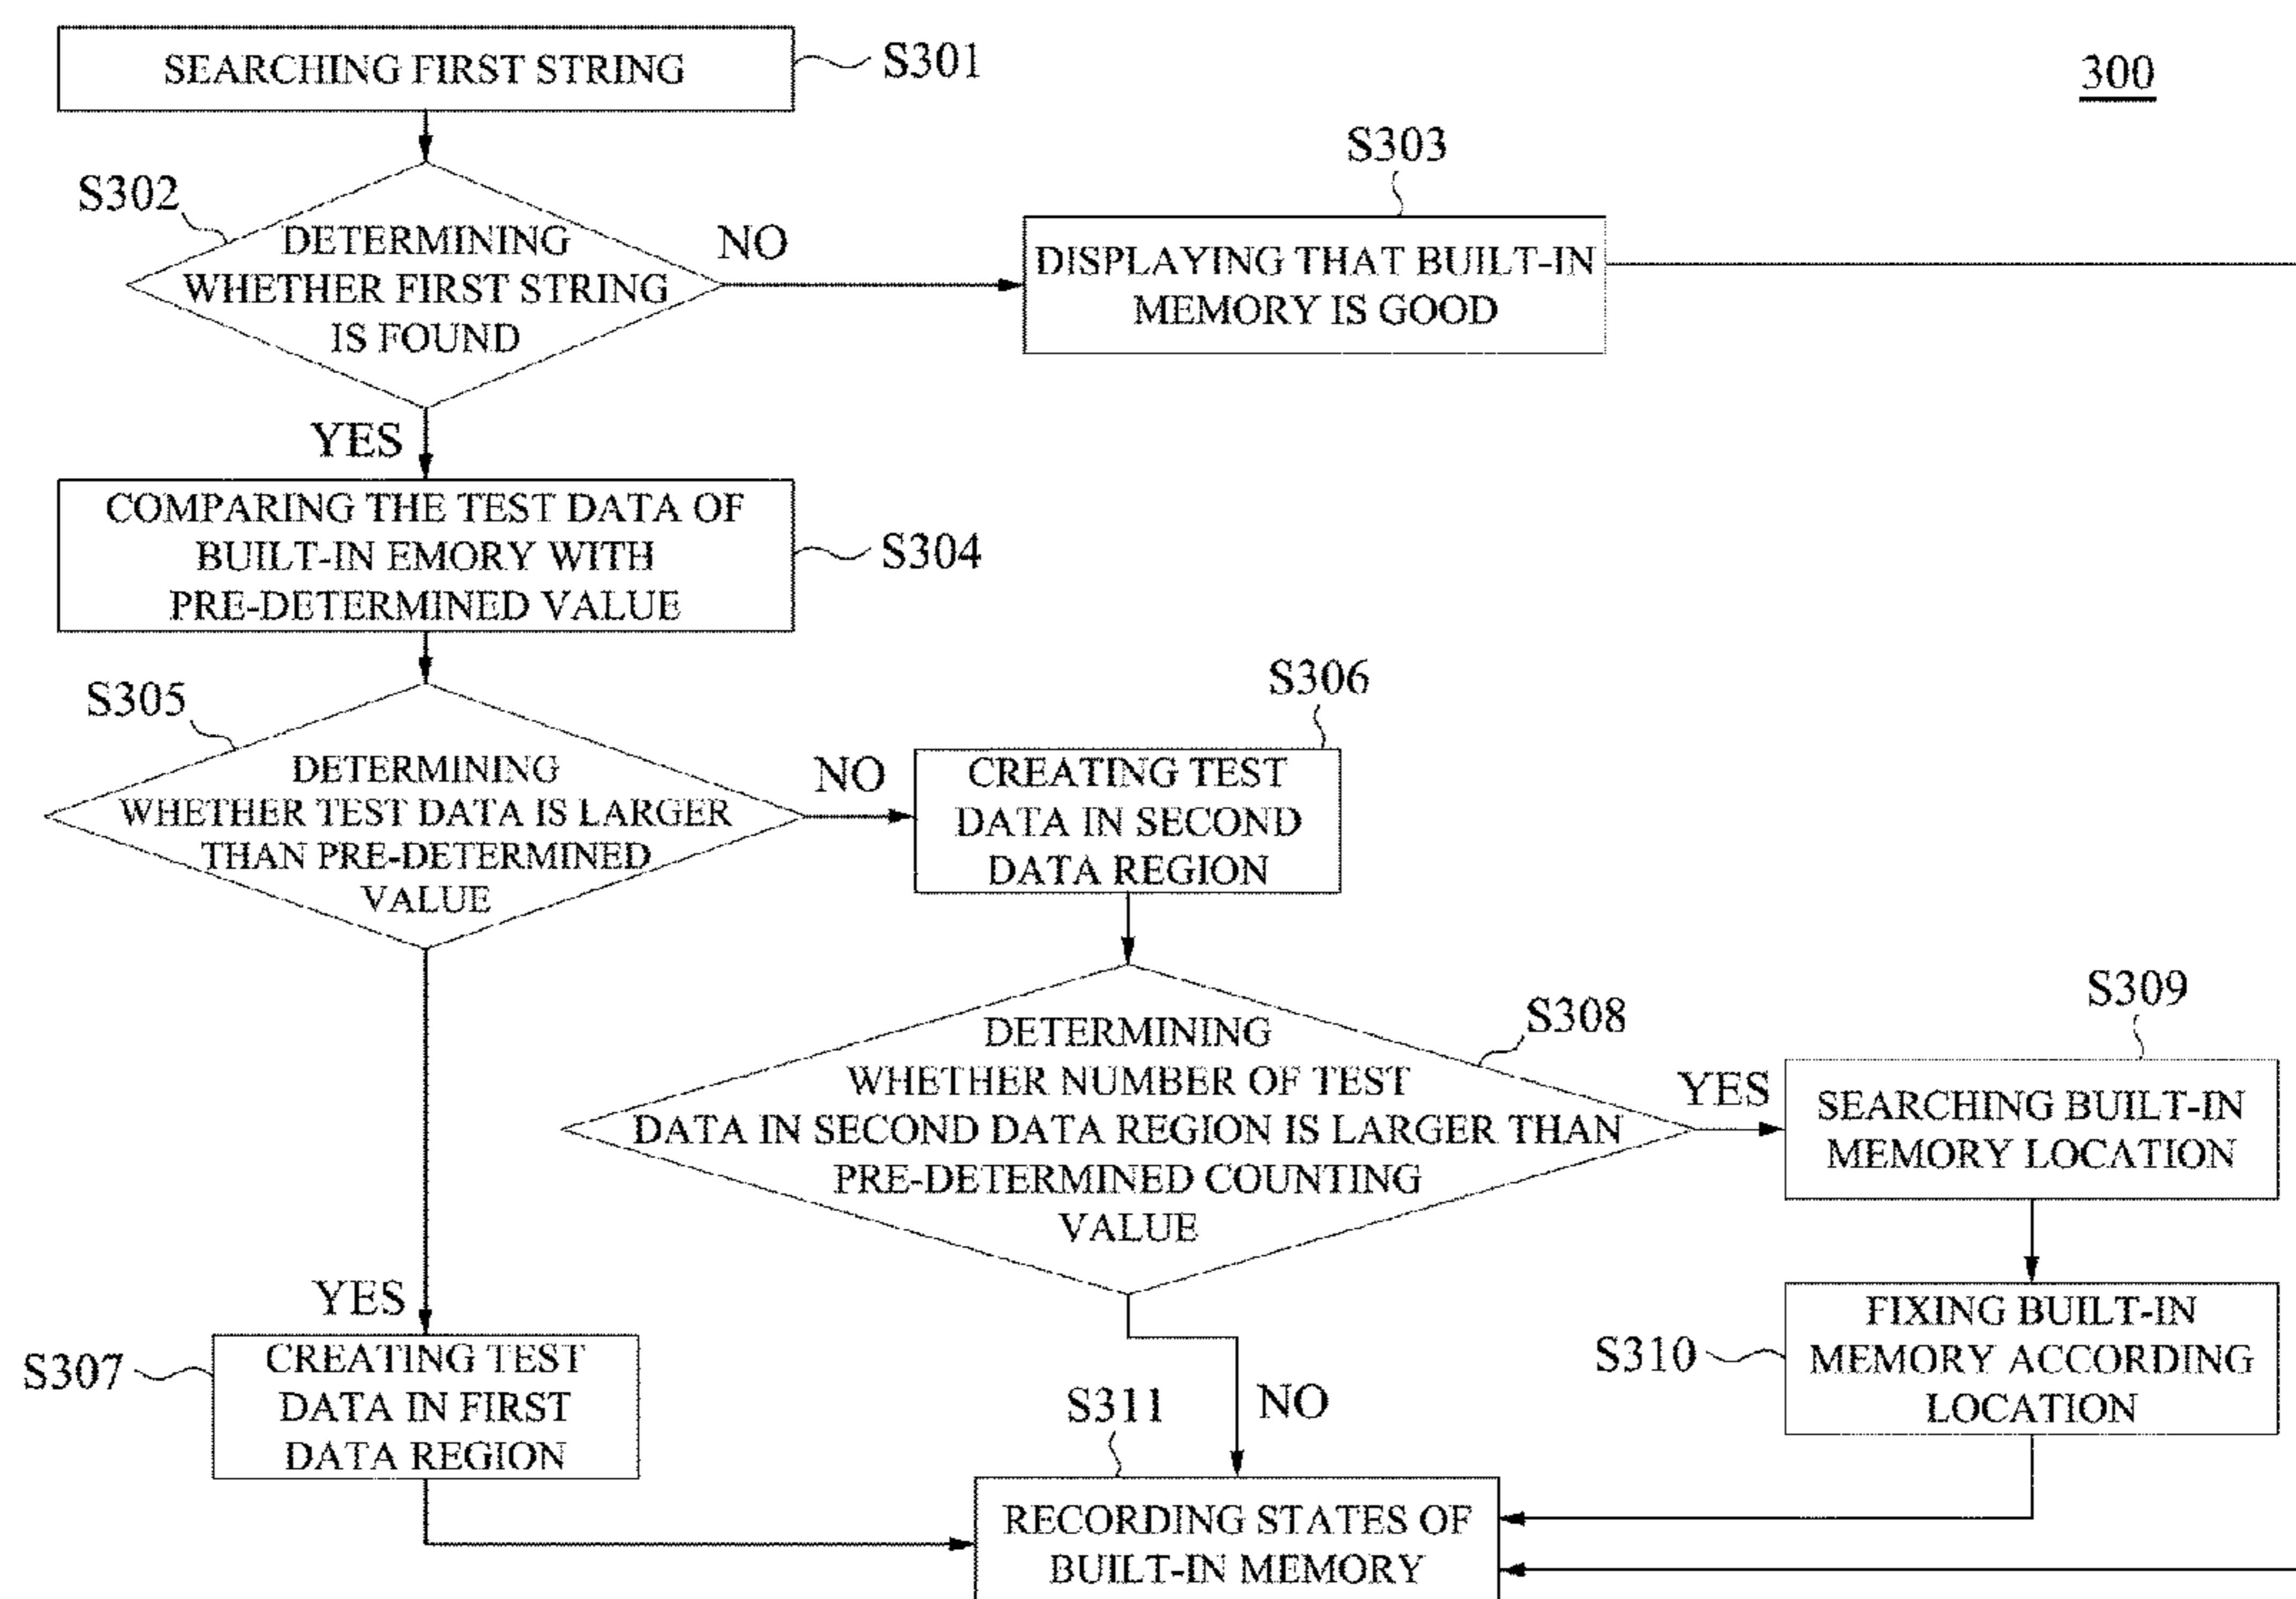 SEARCHING FIRST STRING
S301
300
S302
DETERMINING
WHETHER FIRST STRING
IS FOUND
NO
S303
DISPLAYING THAT BUILT-IN
MEMORY IS GOOD
YES
COMPARING THE TEST DATA OF
BUILT-IN EMORY WITH
PRE-DETERMINED VALUE
S304
S305
DETERMINING
WHETHER TEST DATA IS LARGER
THAN PRE-DETERMINED
VALUE
NO
S306
CREATING TEST
DATA IN SECOND
DATA REGION
S308
DETERMINING
WHETHER NUMBER OF TEST
DATA IN SECOND DATA REGION IS LARGER THAN
PRE-DETERMINED COUNTING
VALUE
YES
S309
SEARCHING BUILT-IN
MEMORY LOCATION
YES
S307
CREATING TEST
DATA IN FIRST
DATA REGION
S310
FIXING BUILT-IN
MEMORY ACCORDING
LOCATION
NO
S311
RECORDING STATES OF
BUILT-IN MEMORY